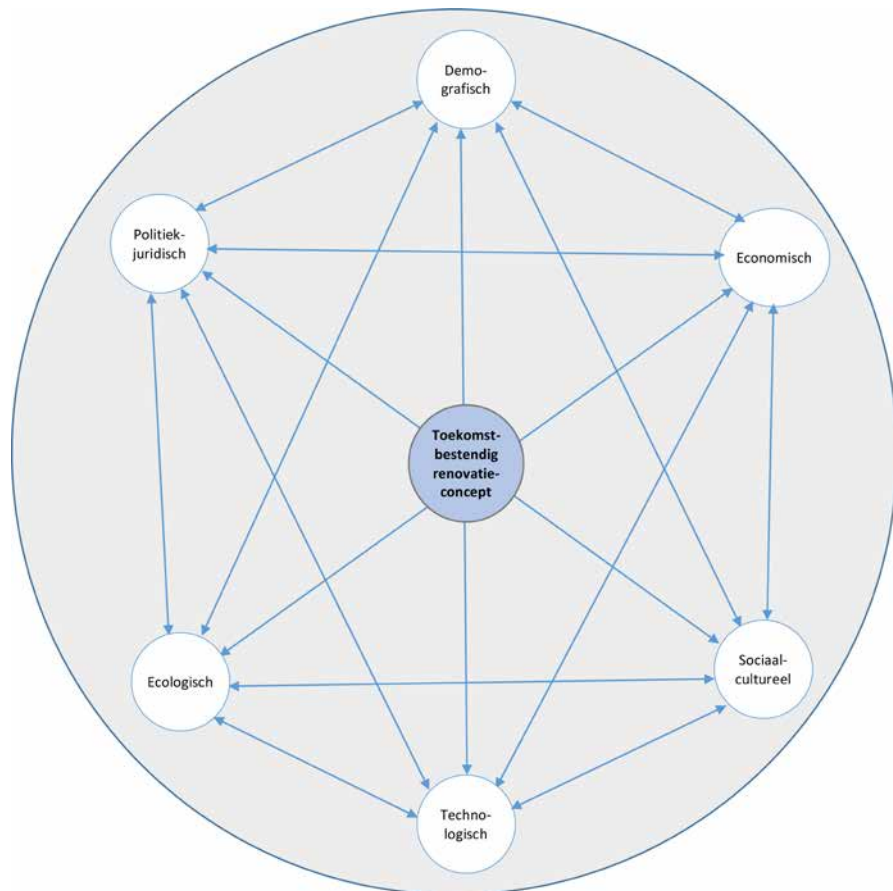 Demo-
grafisch
Politiek-
juridisch
Economisch
Toekomst-
bestendig
renovatie-
concept
Ecologisch
Sociaal-
cultureel
Techno-
logisch